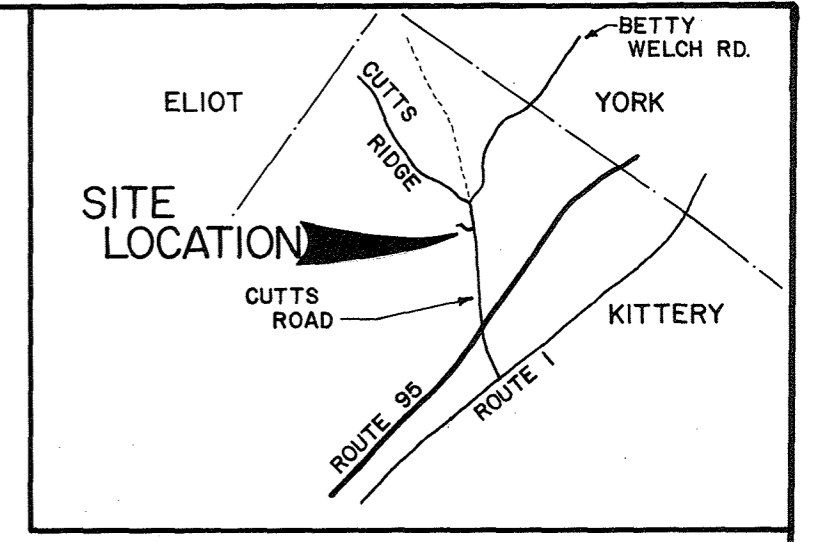 BETTY
WELCH RD.
ELIOT
CUTTS
RIDGE
YORK
SITE
LOCATION
CUTTS
ROAD
KITTERY
ROUTE 95
ROUTE 1